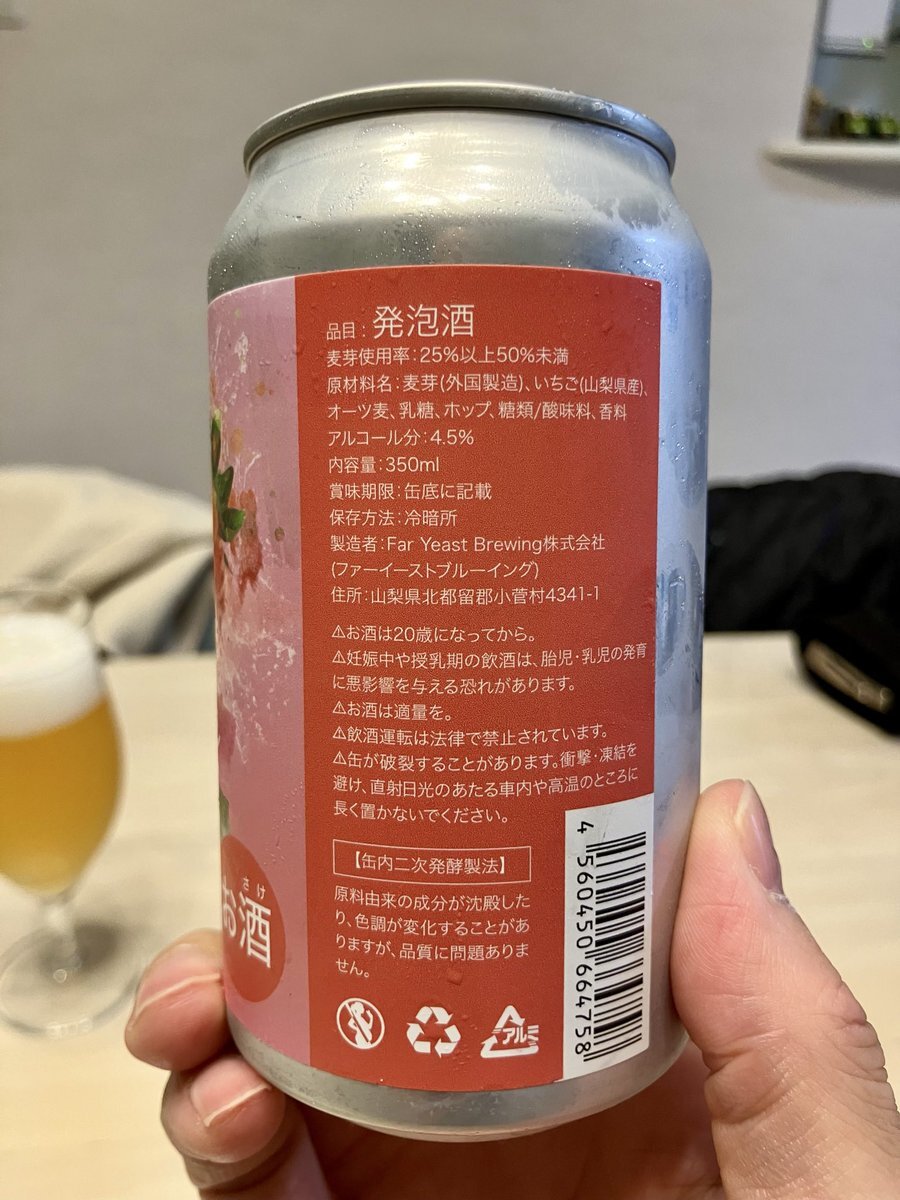 品目：発泡酒
麦芽使用率：25%以上50%未満
原材料名：麦芽(外国製造)、いちご(山梨県産)、
オーツ麦、乳糖、ホップ、糖類/酸味料、香料
アルコール分：4.5%
内容量：350ml
賞味期限：缶底に記載
保存方法：冷暗所
製造者：Far Yeast Brewing株式会社
(ファーイーストブルーイング)
住所：山梨県北都留郡小菅村4341-1
⚠お酒は20歳になってから。
⚠妊娠中や授乳期の飲酒は、胎児・乳児の発育
に悪影響を与える恐れがあります。
⚠お酒は適量を。
⚠飲酒運転は法律で禁止されています。
⚠缶が破裂することがあります。衝撃・凍結を
避け、直射日光のあたる車内や高温のところに
長く置かないでください。
【缶内二次発酵製法】
原料由来の成分が沈殿した
り、色調が変化することがあ
りますが、品質に問題ありま
せん。
アルミ
4 560450 664758
さけ
お酒